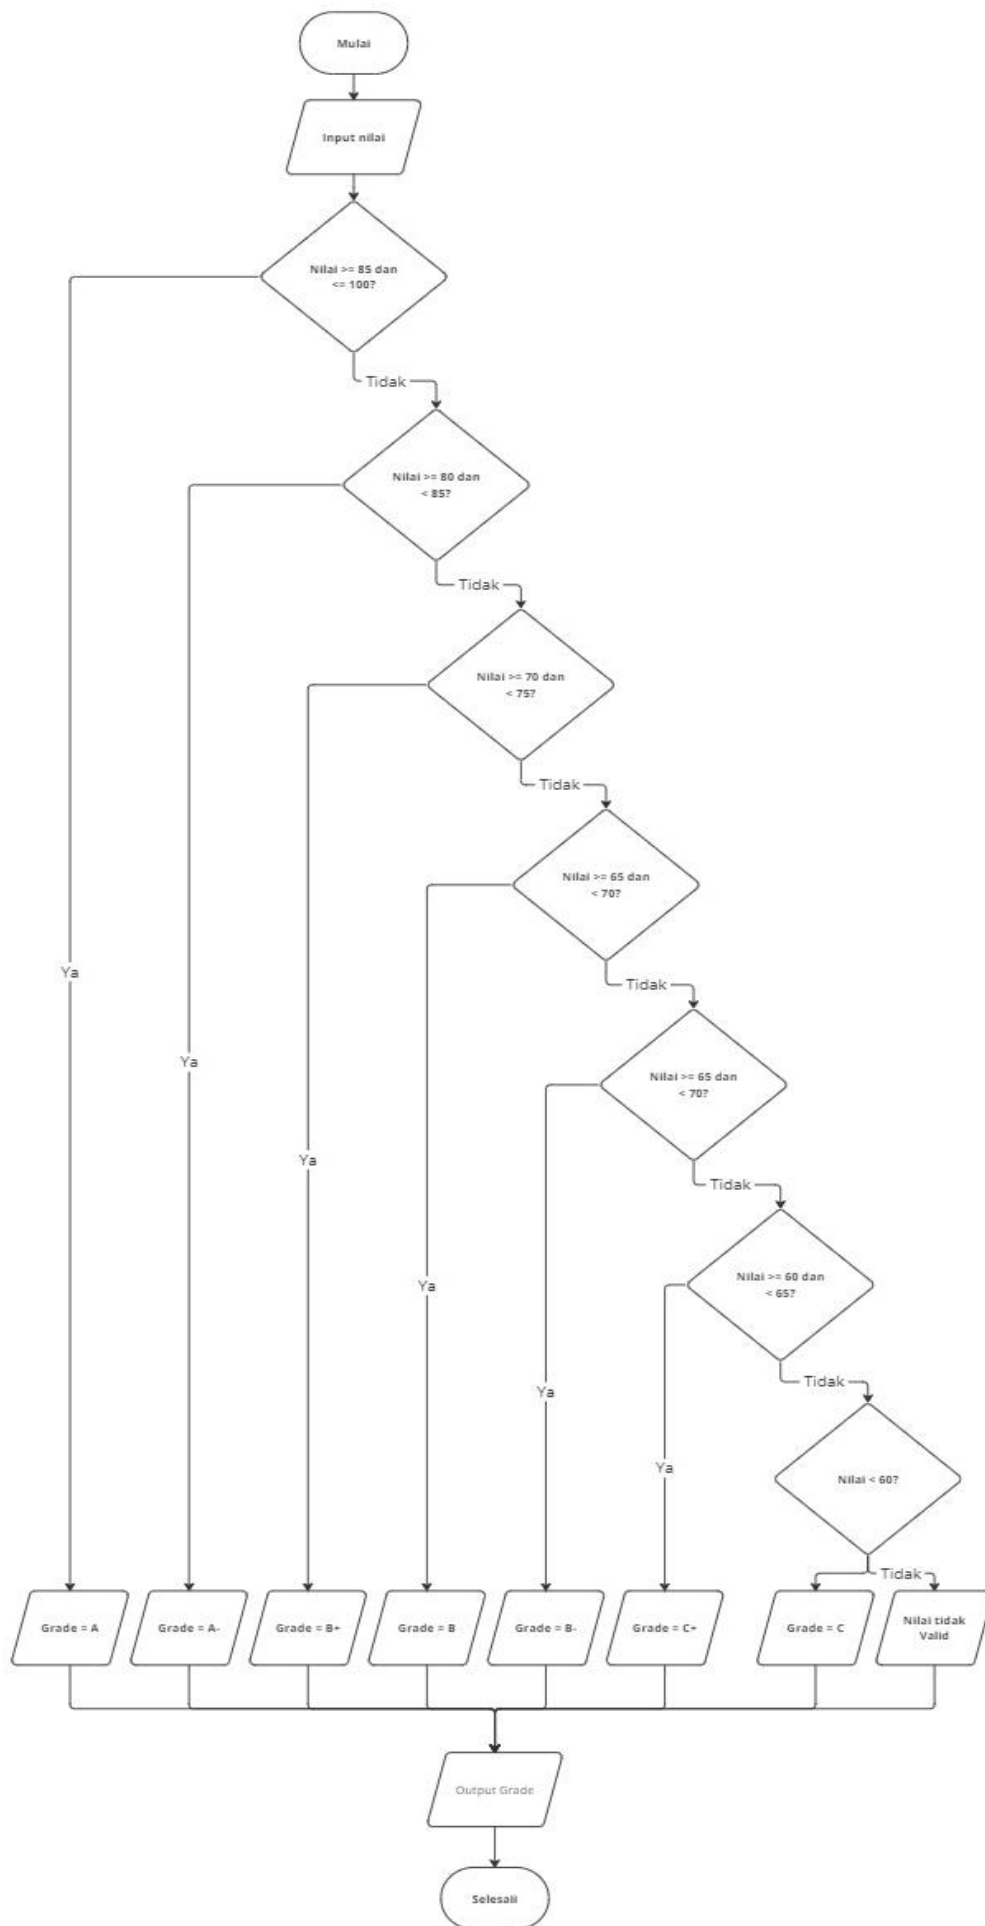 Mulai
Input nilai
Nilai >= 85 dan
<= 100?
Tidak
Nilai >= 80 dan
< 85?
Tidak
Nilai >= 70 dan
< 75?
Tidak
Nilai >= 65 dan
< 70?
Ya
Tidak
Nilai >= 65 dan
< 70?
Ya
Ya
Tidak
Nilai >= 60 dan
< 65?
Ya
Tidak
Ya
Ya
Nilai < 60?
Tidak
Grade = A
Grade = A-
Grade = B+
Grade = B
Grade = B-
Grade = C+
Grade = C
Nilai tidak
Valid
Output Grade
Selesaii